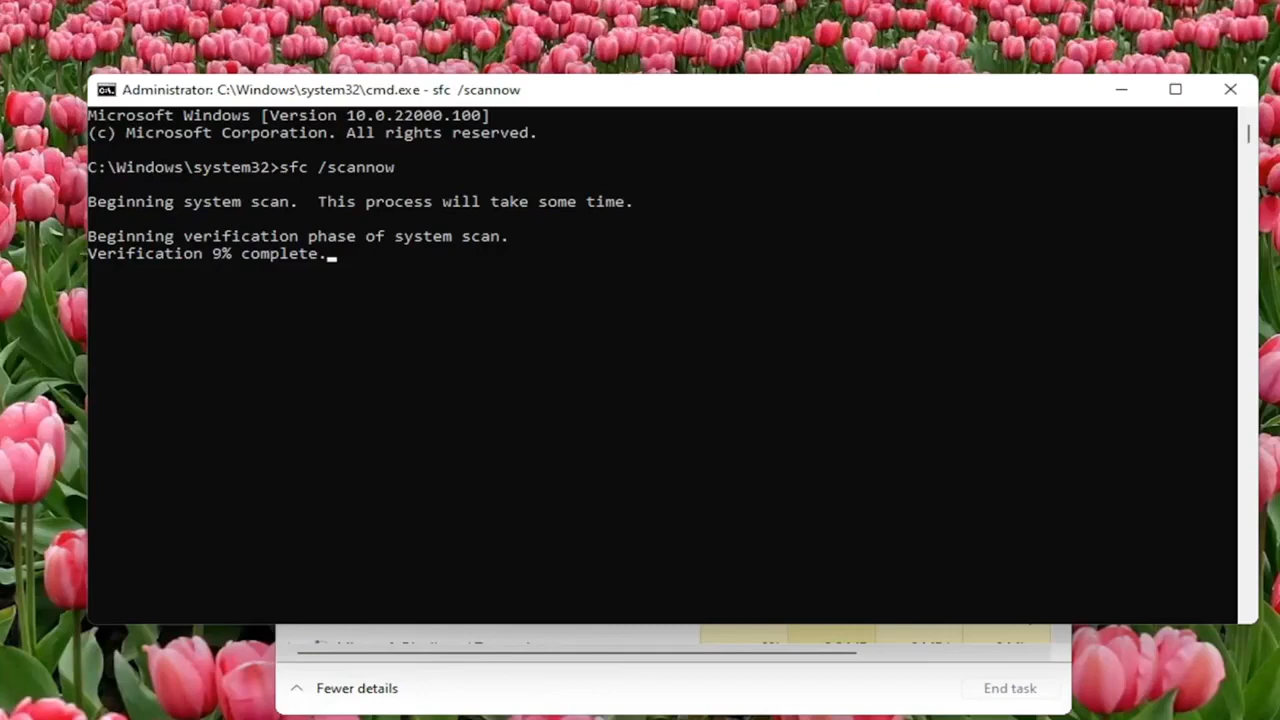 Administrator: C:\Windows\system32\cmd.exe - sfc /scannow
Microsoft Windows [Version 10.0.22000.100]
(c) Microsoft Corporation. All rights reserved.
C:\Windows\system32>sfc /scannow
Beginning system scan.  This process will take some time.
Beginning verification phase of system scan.
Verification 9% complete.
Fewer details
End task